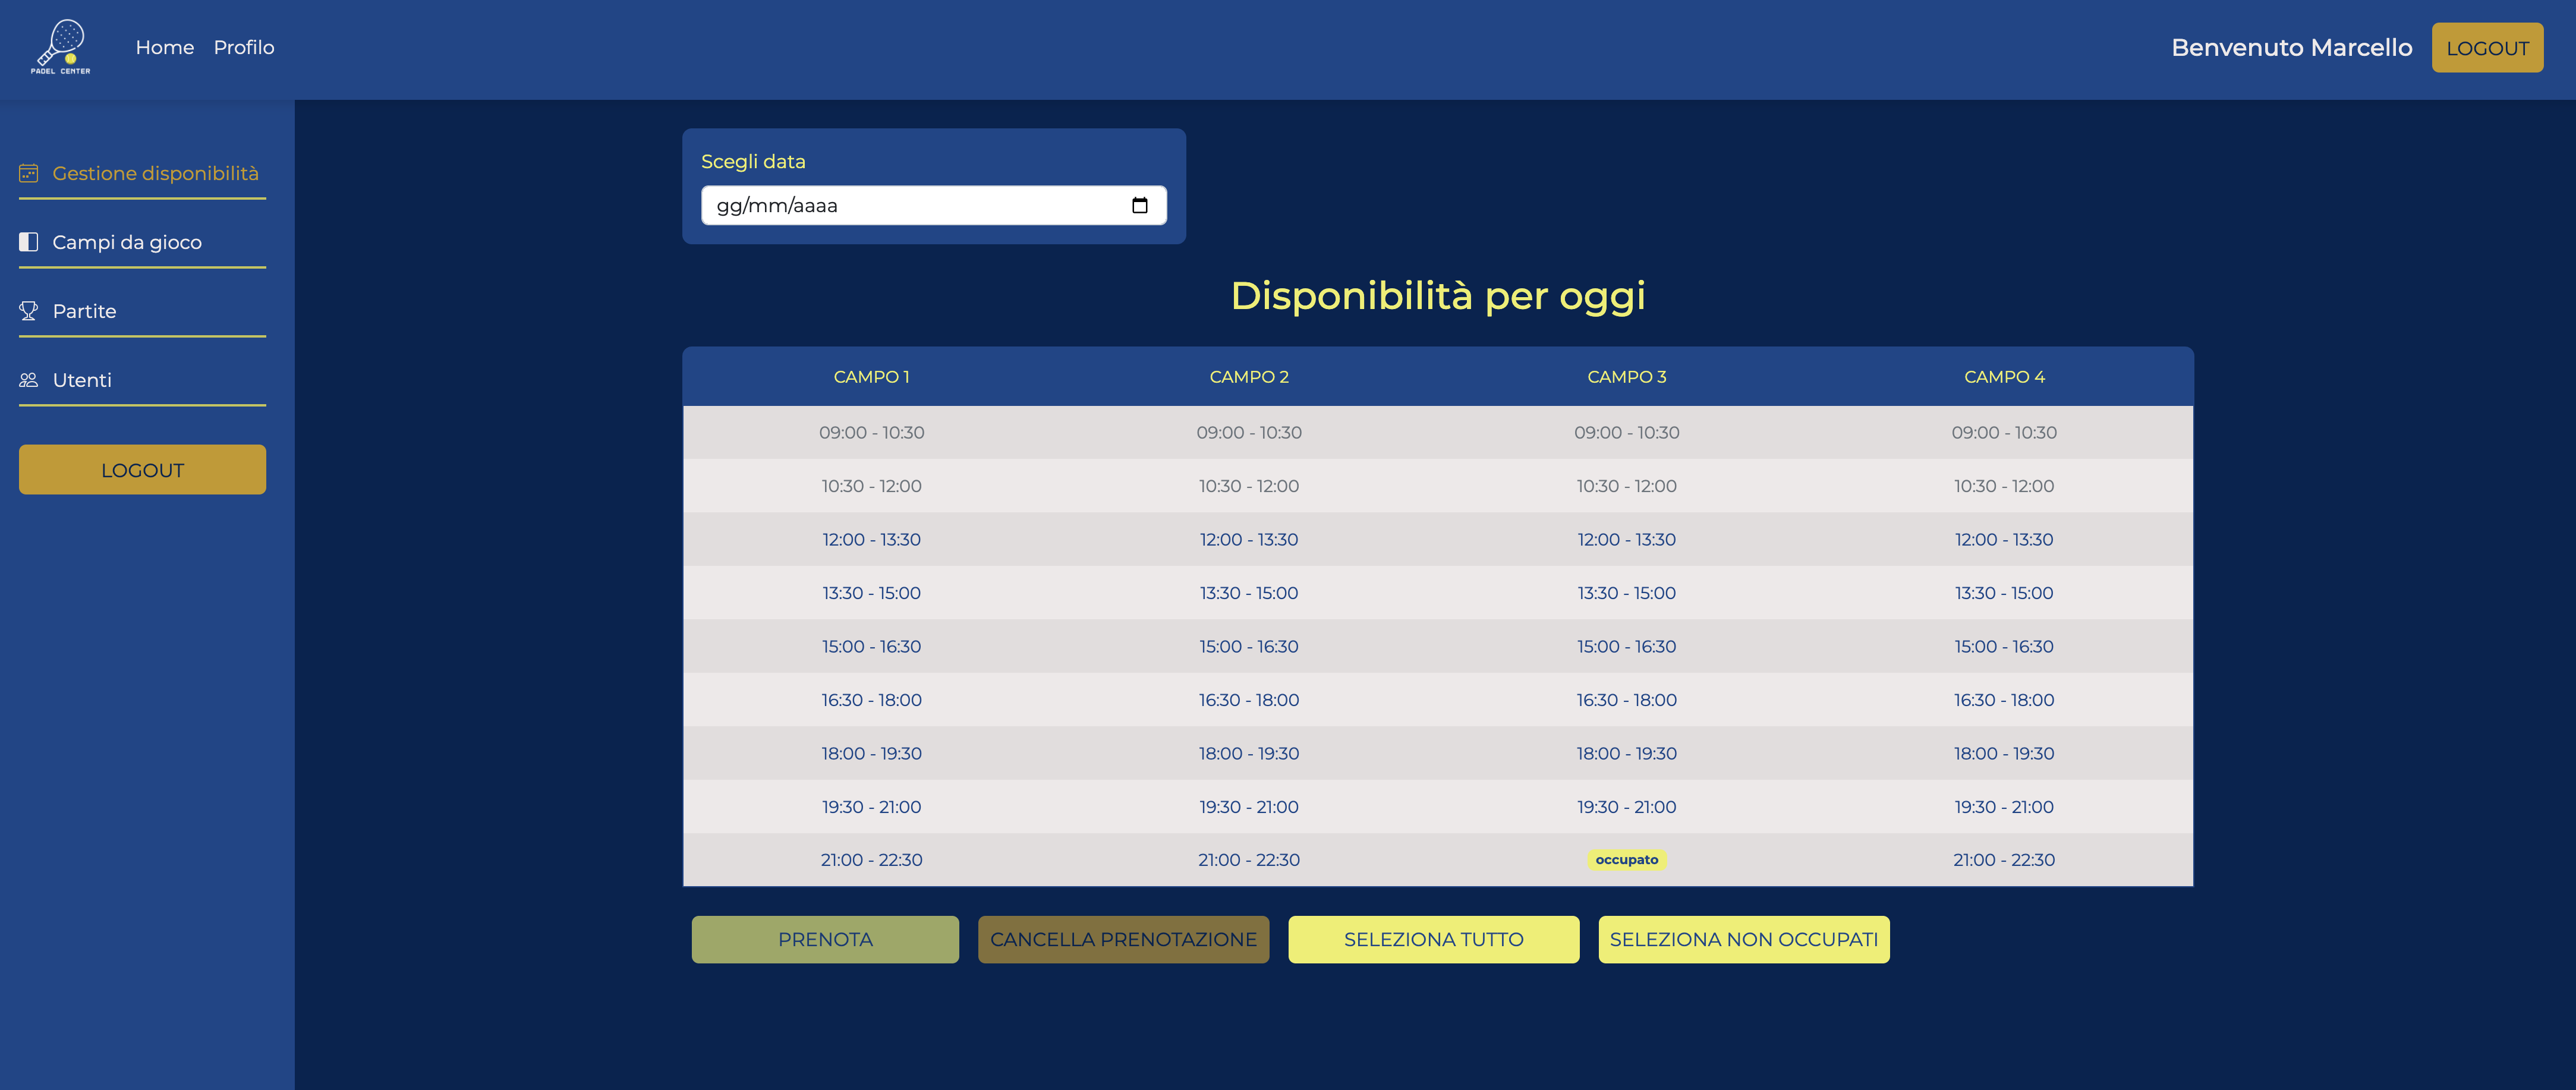 PADEL CENTER
Home Profilo
Benvenuto Marcello LOGOUT
Gestione disponibilità
Campi da gioco
Partite
Utenti
LOGOUT
Scegli data
gg/mm/aaaa
Disponibilità per oggi
CAMPO 1 CAMPO 2 CAMPO 3 CAMPO 4
09:00 - 10:30 09:00 - 10:30 09:00 - 10:30 09:00 - 10:30
10:30 - 12:00 10:30 - 12:00 10:30 - 12:00 10:30 - 12:00
12:00 - 13:30 12:00 - 13:30 12:00 - 13:30 12:00 - 13:30
13:30 - 15:00 13:30 - 15:00 13:30 - 15:00 13:30 - 15:00
15:00 - 16:30 15:00 - 16:30 15:00 - 16:30 15:00 - 16:30
16:30 - 18:00 16:30 - 18:00 16:30 - 18:00 16:30 - 18:00
18:00 - 19:30 18:00 - 19:30 18:00 - 19:30 18:00 - 19:30
19:30 - 21:00 19:30 - 21:00 19:30 - 21:00 19:30 - 21:00
21:00 - 22:30 21:00 - 22:30 occupato 21:00 - 22:30
PRENOTA CANCELLA PRENOTAZIONE SELEZIONA TUTTO SELEZIONA NON OCCUPATI